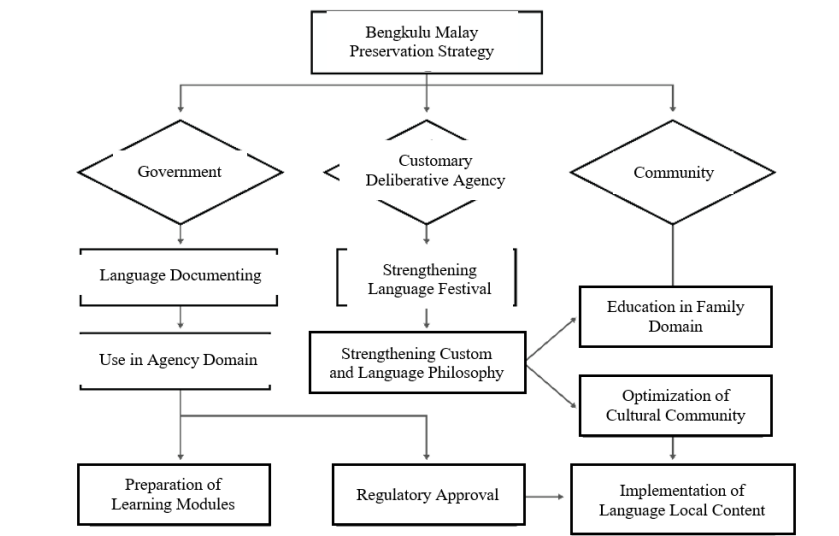 Bengkulu Malay
Preservation Strategy
Government
Customary
Deliberative Agency
Community
Language Documenting
Strengthening
Language Festival
Education in Family
Domain
Use in Agency Domain
Strengthening Custom
and Language Philosophy
Optimization of
Cultural Community
Preparation of
Learning Modules
Regulatory Approval
Implementation of
Language Local Content